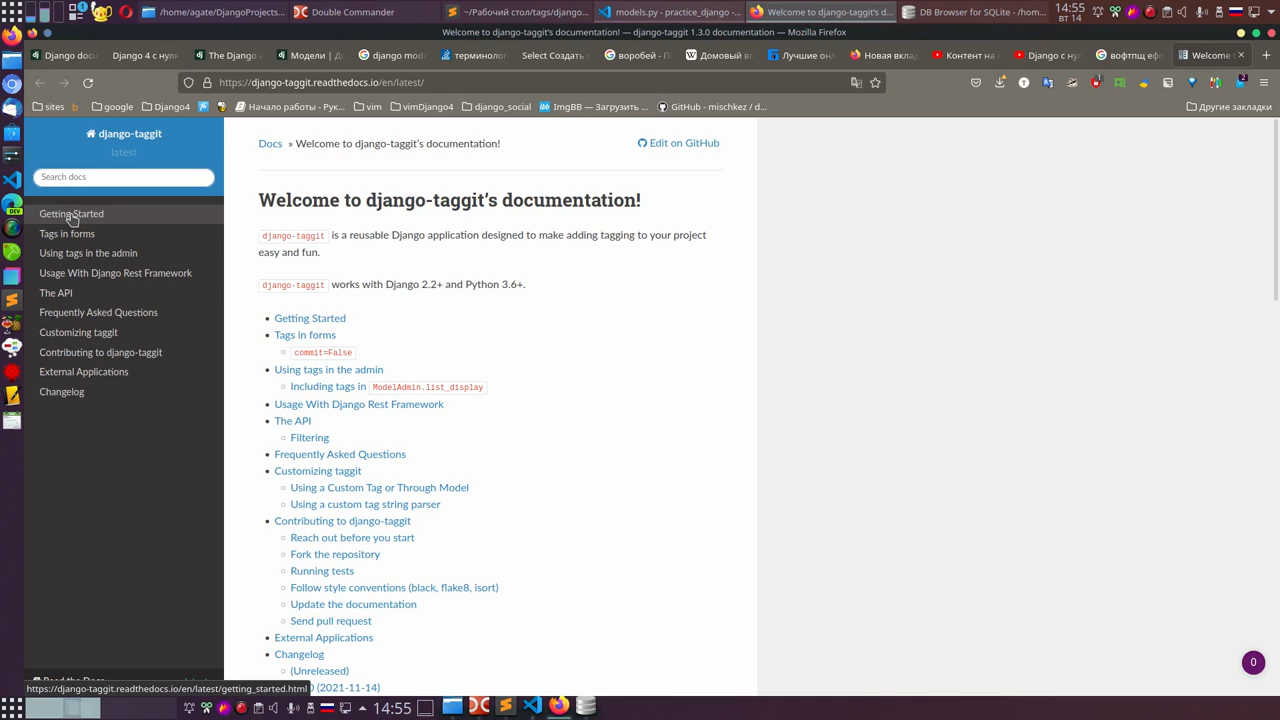 /home/agate/DjangoProjects...
Double Commander
~/Рабочий стол/tags/django...
models.py - practice_django -...
Welcome to django-taggit's d...
DB Browser for SQLite - /hom...
14:55
ВТ 14
Welcome to django-taggit's documentation! — django-taggit 1.3.0 documentation — Mozilla Firefox
Django docu
Django 4 с нуля
The Django a
Модели | Дж
django mode
терминолог
Select Созданые
воробей - По
Домовый во
Лучшие онл
Новая вклад
Контент на
Django с нул
вофтпщ еф
Welcome t
https://django-taggit.readthedocs.io/en/latest/
sites
google
Django4
Начало работы - Рук...
vim
vimDjango4
django_social
ImgBB — Загрузить ...
GitHub - mischkez / d...
Другие закладки
django-taggit
latest
Search docs
Getting Started
Tags in forms
Using tags in the admin
Usage With Django Rest Framework
The API
Frequently Asked Questions
Customizing taggit
Contributing to django-taggit
External Applications
Changelog
Docs » Welcome to django-taggit's documentation!
Edit on GitHub
Welcome to django-taggit's documentation!
django-taggit is a reusable Django application designed to make adding tagging to your project
easy and fun.
django-taggit works with Django 2.2+ and Python 3.6+.
Getting Started
Tags in forms
commit=False
Using tags in the admin
Including tags in ModelAdmin.list_display
Usage With Django Rest Framework
The API
Filtering
Frequently Asked Questions
Customizing taggit
Using a Custom Tag or Through Model
Using a custom tag string parser
Contributing to django-taggit
Reach out before you start
Fork the repository
Running tests
Follow style conventions (black, flake8, isort)
Update the documentation
Send pull request
External Applications
Changelog
(Unreleased)
0 (2021-11-14)
0
https://django-taggit.readthedocs.io/en/latest/getting_started.html
14:55